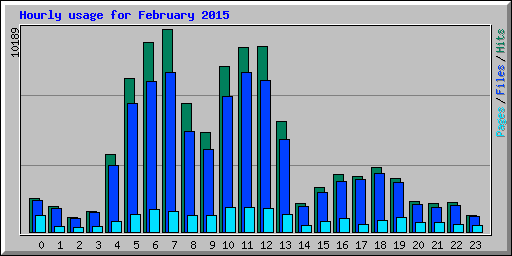 Hourly usage for February 2015
10189
Pages / Files / Hits
0 1 2 3 4 5 6 7 8 9 10 11 12 13 14 15 16 17 18 19 20 21 22 23